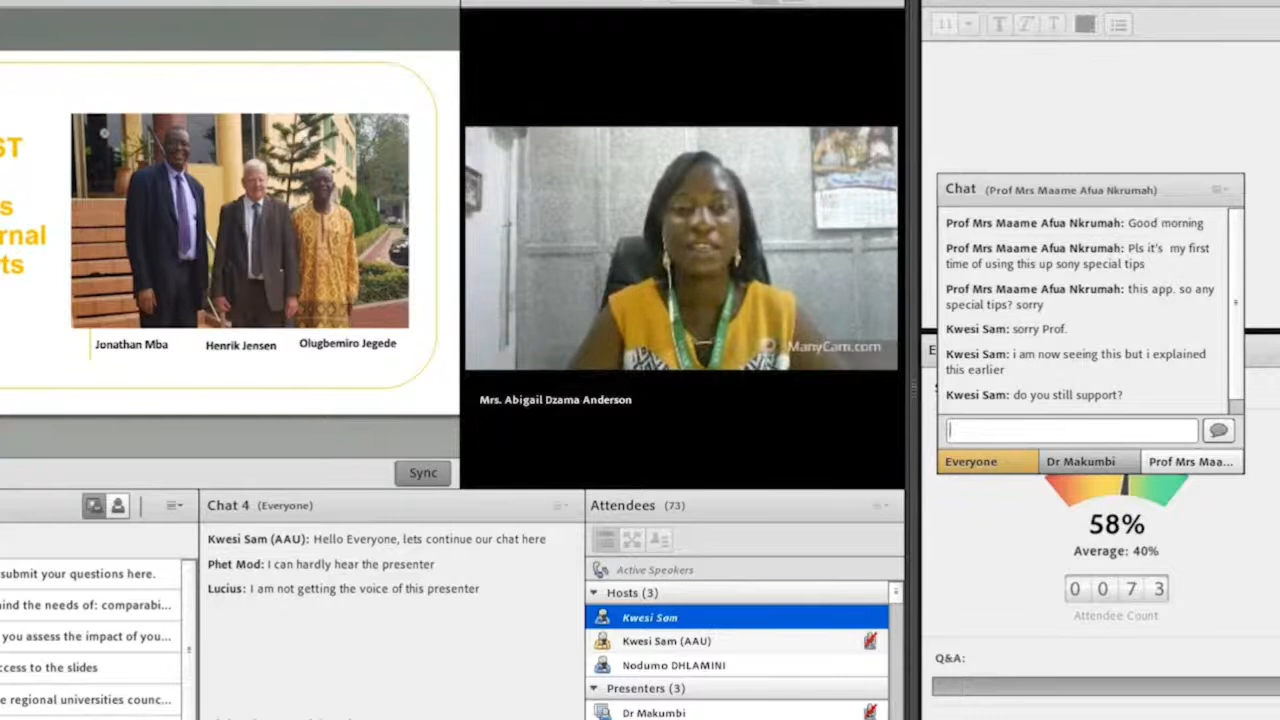 ST
s
rnal
ts
Jonathan Mba
Henrik Jensen
Olugbemiro Jegede
Sync
ManyCam.com
Mrs. Abigail Dzama Anderson
11
Chat (Prof Mrs Maame Afua Nkrumah)
Prof Mrs Maame Afua Nkrumah: Good morning
Prof Mrs Maame Afua Nkrumah: Pls it's my first
time of using this up sony special tips
Prof Mrs Maame Afua Nkrumah: this app. so any
special tips? sorry
Kwesi Sam: sorry Prof.
Kwesi Sam: i am now seeing this but i explained
this earlier
Kwesi Sam: do you still support?
Everyone
Dr Makumbi
Prof Mrs Maa...
58%
Average: 40%
0 0 7 3
Attendee Count
Q&A:
submit your questions here.
ind the needs of: comparabi...
you assess the impact of you...
ccess to the slides
e regional universities counc...
Chat 4 (Everyone)
Kwesi Sam (AAU): Hello Everyone, lets continue our chat here
Phet Mod: I can hardly hear the presenter
Lucius: I am not getting the voice of this presenter
Attendees (73)
Active Speakers
Hosts (3)
Kwesi Sam
Kwesi Sam (AAU)
Nodumo DHLAMINI
Presenters (3)
Dr Makumbi